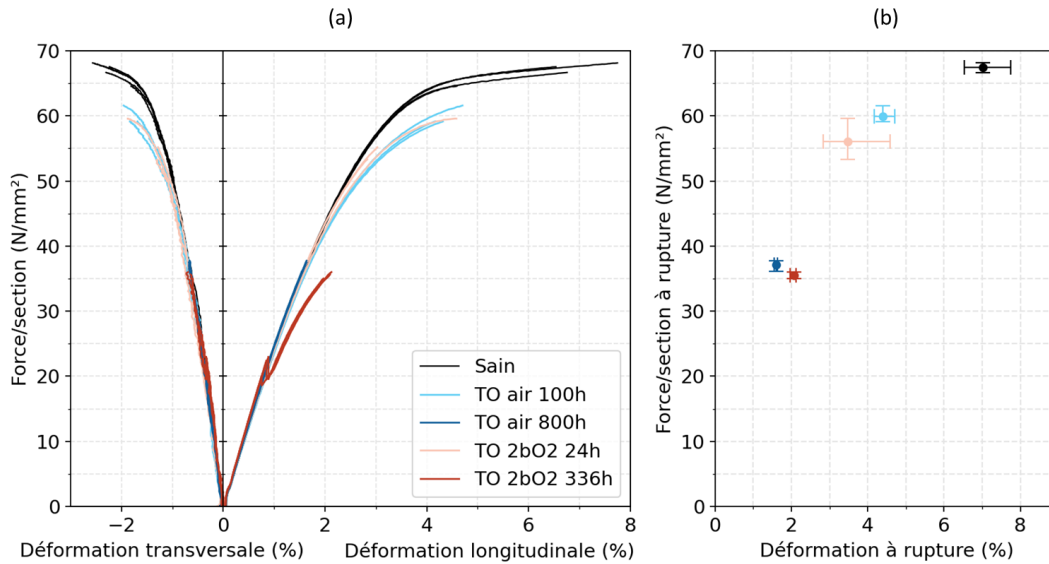 (a)
70
60
50
40
30
20
10
0
Force/section (N/mm²)
−2
0
2
4
6
8
Déformation transversale (%)
Déformation longitudinale (%)
Sain
TO air 100h
TO air 800h
TO 2bO2 24h
TO 2bO2 336h
(b)
70
60
50
40
30
20
10
0
Force/section à rupture (N/mm²)
0
2
4
6
8
Déformation à rupture (%)